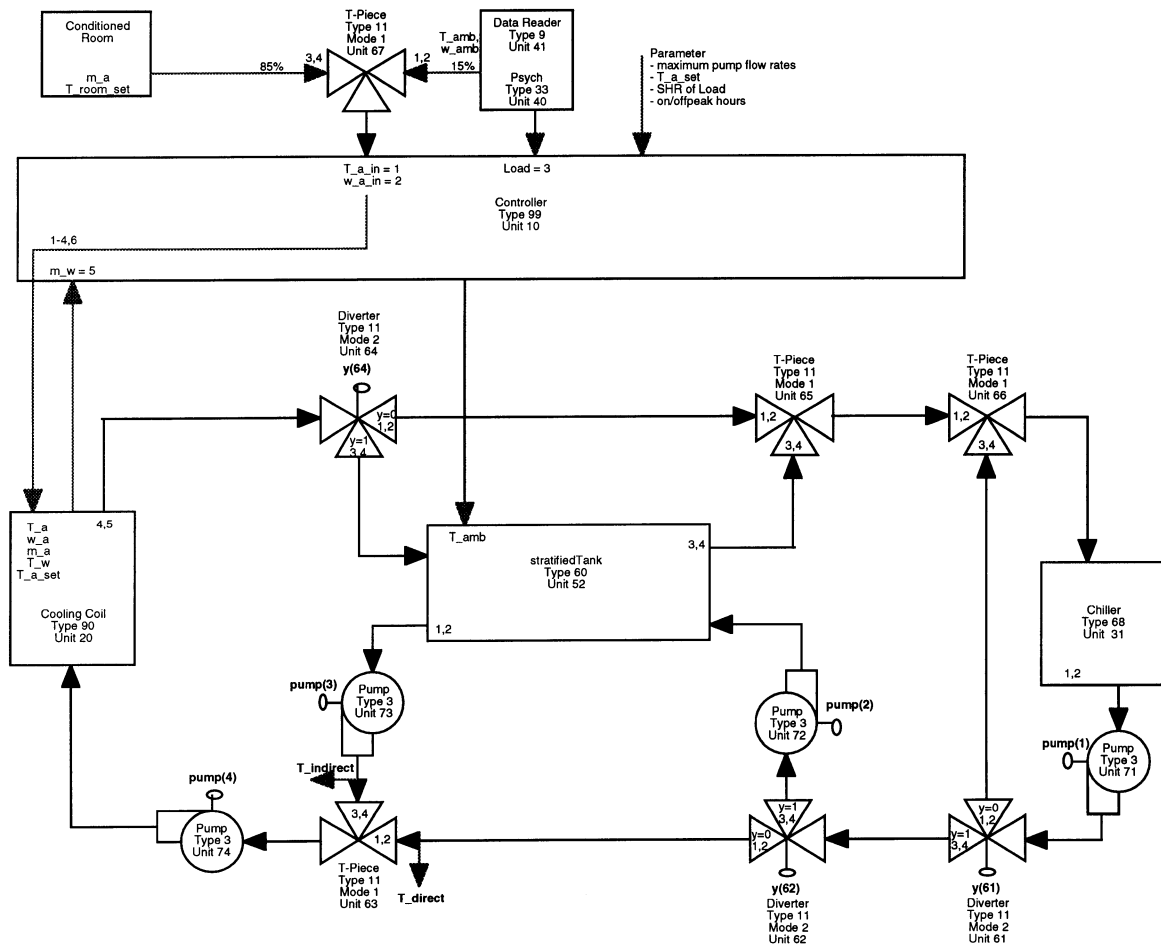 Conditioned
Room
m_a
T_room_set
85%
3,4
T-Piece
Type 11
Mode 1
Unit 67
1,2
T_amb,
w_amb
15%
Data Reader
Type 9
Unit 41
Psych
Type 33
Unit 40
Parameter
- maximum pump flow rates
- T_a_set
- SHR of Load
- on/offpeak hours
T_a_in = 1
w_a_in = 2
Load = 3
Controller
Type 99
Unit 10
1-4,6
m_w = 5
Diverter
Type 11
Mode 2
Unit 64
y(64)
y=0
1,2
y=1
3,4
T-Piece
Type 11
Mode 1
Unit 65
1,2
3,4
T-Piece
Type 11
Mode 1
Unit 66
1,2
3,4
T_a
w_a
m_a
T_w
T_a_set
4,5
Cooling Coil
Type 90
Unit 20
T_amb
3,4
stratifiedTank
Type 60
Unit 52
1,2
Chiller
Type 68
Unit 31
1,2
pump(3)
Pump
Type 3
Unit 73
Pump
Type 3
Unit 72
pump(2)
pump(1)
Pump
Type 3
Unit 71
T_indirect
pump(4)
Pump
Type 3
Unit 74
3,4
1,2
T-Piece
Type 11
Mode 1
Unit 63
T_direct
y=1
3,4
y=0
1,2
y(62)
Diverter
Type 11
Mode 2
Unit 62
y=0
1,2
y=1
3,4
y(61)
Diverter
Type 11
Mode 2
Unit 61